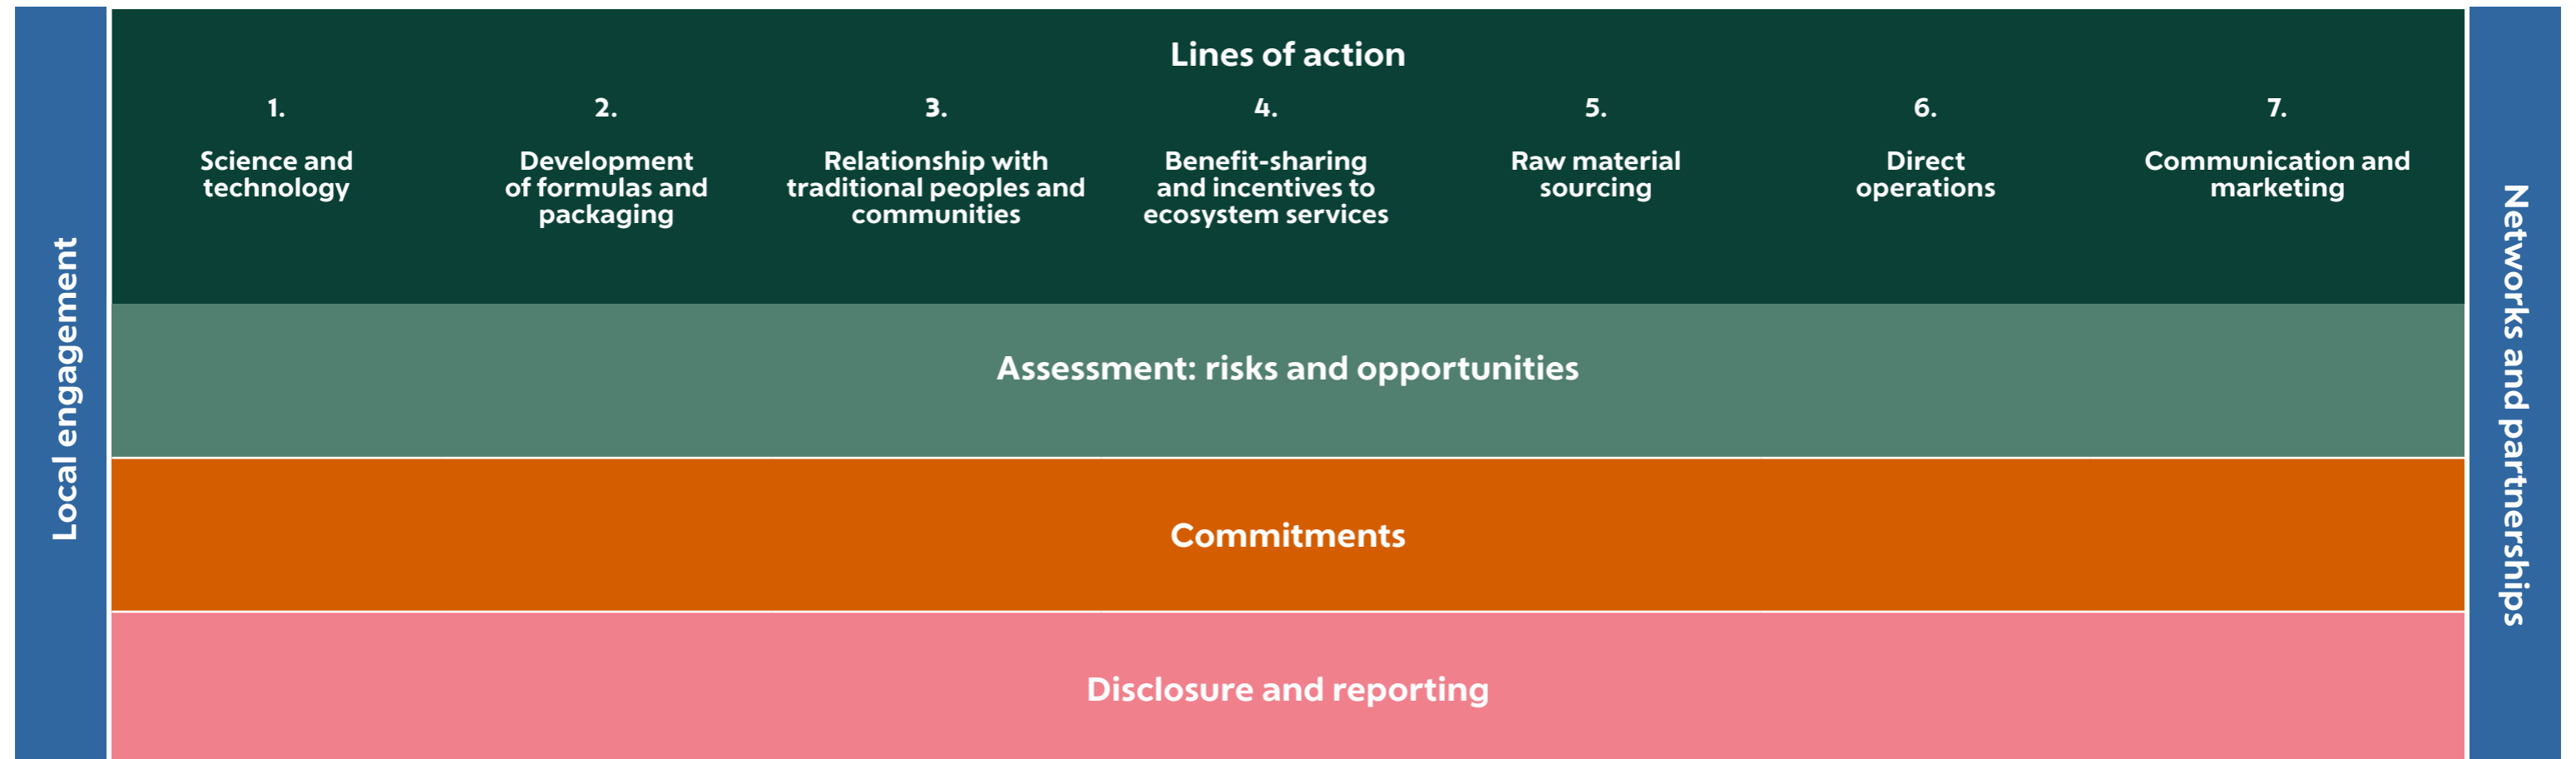 Local engagement
Lines of action
1.
Science and
technology
2.
Development
of formulas and
packaging
3.
Relationship with
traditional peoples and
communities
4.
Benefit-sharing
and incentives to
ecosystem services
5.
Raw material
sourcing
6.
Direct
operations
7.
Communication and
marketing
Assessment: risks and opportunities
Commitments
Disclosure and reporting
Networks and partnerships